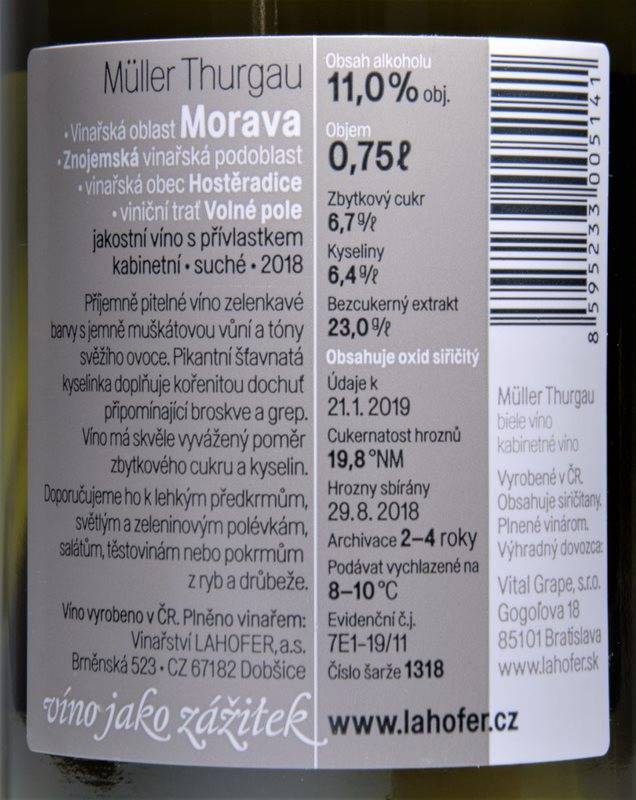 Müller Thurgau
• Vinařská oblast Morava
• Znojemská vinařská podoblast
• vinařská obec Hostěradice
• viniční trať Volné pole
jakostní víno s přívlastkem
kabinetní • suché • 2018
Příjemně pitelné víno zelenkavé
barvy s jemně muškátovou vůní a tóny
svěžího ovoce. Pikantní šťavnatá
kyselinka doplňuje kořenitou dochuť
připomínající broskve a grep.
Víno má skvěle vyvážený poměr
zbytkového cukru a kyselin.
Doporučujeme ho k lehkým předkrmům,
světlým a zeleninovým polévkám,
salátům, těstovinám nebo pokrmům
z ryb a drůbeže.
Víno vyrobeno v ČR. Plněno vinařem:
Vinařství LAHOFER, a.s.
Brněnská 523 • CZ 67182 Dobšice
víno jako zážitek
Obsah alkoholu
11,0% obj.
Objem
0,75ℓ
Zbytkový cukr
6,7 g/ℓ
Kyseliny
6,4 g/ℓ
Bezcukerný extrakt
23,0 g/ℓ
Obsahuje oxid siřičitý
Údaje k
21.1.2019
Cukernatost hroznů
19,8 °NM
Hrozny sbírány
29.8.2018
Archivace 2–4 roky
Podávat vychlazené na
8–10 °C
Evidenční č.j.
7E1-19/11
Číslo šarže 1318
www.lahofer.cz
8595233005141
Müller Thurgau
biele víno
kabinetné víno
Vyrobené v ČR.
Obsahuje siričitany.
Plnené vinárom.
Výhradný dovozca:
Vital Grape, s.r.o.
Gogoľova 18
85101 Bratislava
www.lahofer.sk